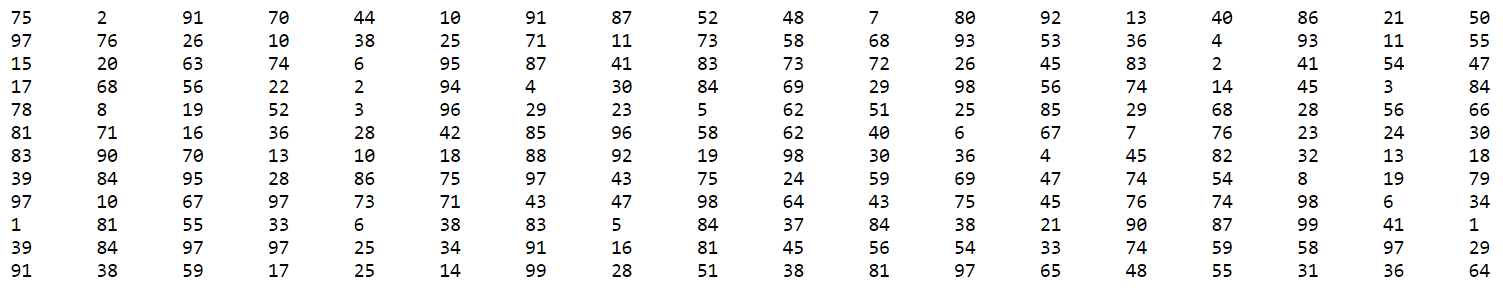 75 2 91 70 44 10 91 87 52 48 7 80 92 13 40 86 21 50
97 76 26 10 38 25 71 11 73 58 68 93 53 36 4 93 11 55
15 20 63 74 6 95 87 41 83 73 72 26 45 83 2 41 54 47
17 68 56 22 2 94 4 30 84 69 29 98 56 74 14 45 3 84
78 8 19 52 3 96 29 23 5 62 51 25 85 29 68 28 56 66
81 71 16 36 28 42 85 96 58 62 40 6 67 7 76 23 24 30
83 90 70 13 10 18 88 92 19 98 30 36 4 45 82 32 13 18
39 84 95 28 86 75 97 43 75 24 59 69 47 74 54 8 19 79
97 10 67 97 73 71 43 47 98 64 43 75 45 76 74 98 6 34
1 81 55 33 6 38 83 5 84 37 84 38 21 90 87 99 41 1
39 84 97 97 25 34 91 16 81 45 56 54 33 74 59 58 97 29
91 38 59 17 25 14 99 28 51 38 81 97 65 48 55 31 36 64